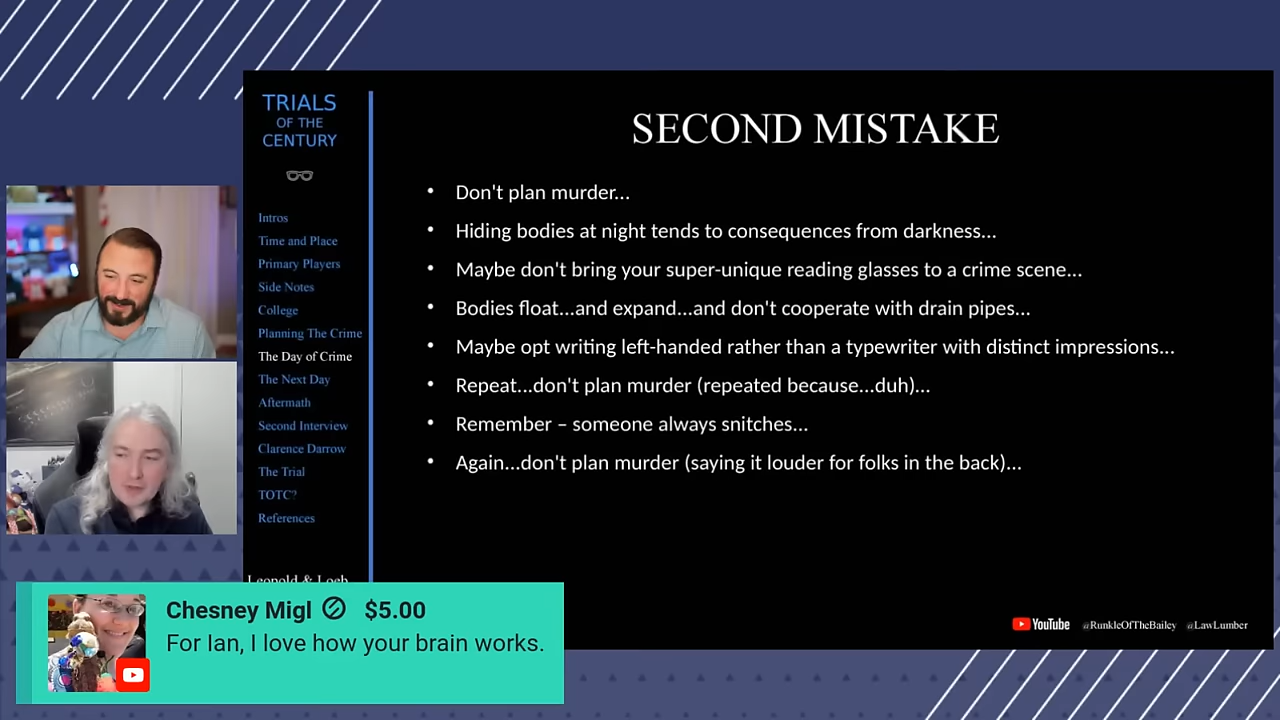 TRIALS
OF THE
CENTURY
Intros
Time and Place
Primary Players
Side Notes
College
Planning The Crime
The Day of Crime
The Next Day
Aftermath
Second Interview
Clarence Darrow
The Trial
TOTC?
References
Leopold & Loeb
SECOND MISTAKE
• Don't plan murder...
• Hiding bodies at night tends to consequences from darkness...
• Maybe don't bring your super-unique reading glasses to a crime scene...
• Bodies float...and expand...and don't cooperate with drain pipes...
• Maybe opt writing left-handed rather than a typewriter with distinct impressions...
• Repeat...don't plan murder (repeated because...duh)...
• Remember – someone always snitches...
• Again...don't plan murder (saying it louder for folks in the back)...
YouTube @RunkleOfTheBailey @LawLumber
Chesney Migl $5.00
For Ian, I love how your brain works.